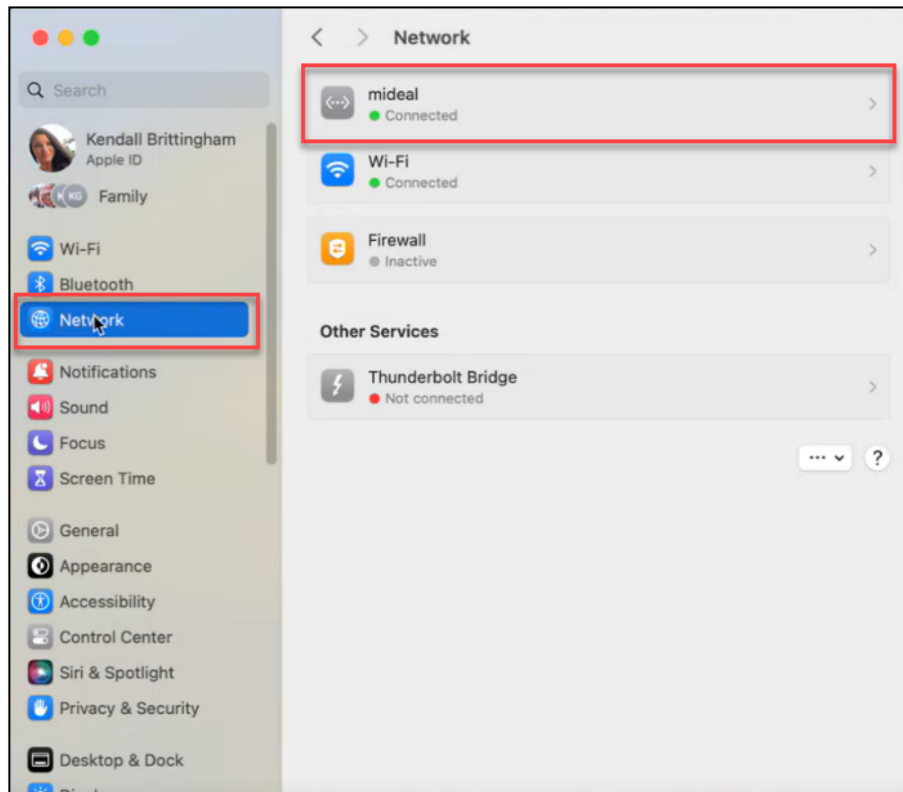 Network
Search
Kendall Brittingham
Apple ID
KG
Family
Wi-Fi
Bluetooth
Network
Notifications
Sound
Focus
Screen Time
General
Appearance
Accessibility
Control Center
Siri & Spotlight
Privacy & Security
Desktop & Dock
mideal
Connected
Wi-Fi
Connected
Firewall
Inactive
Other Services
Thunderbolt Bridge
Not connected
?